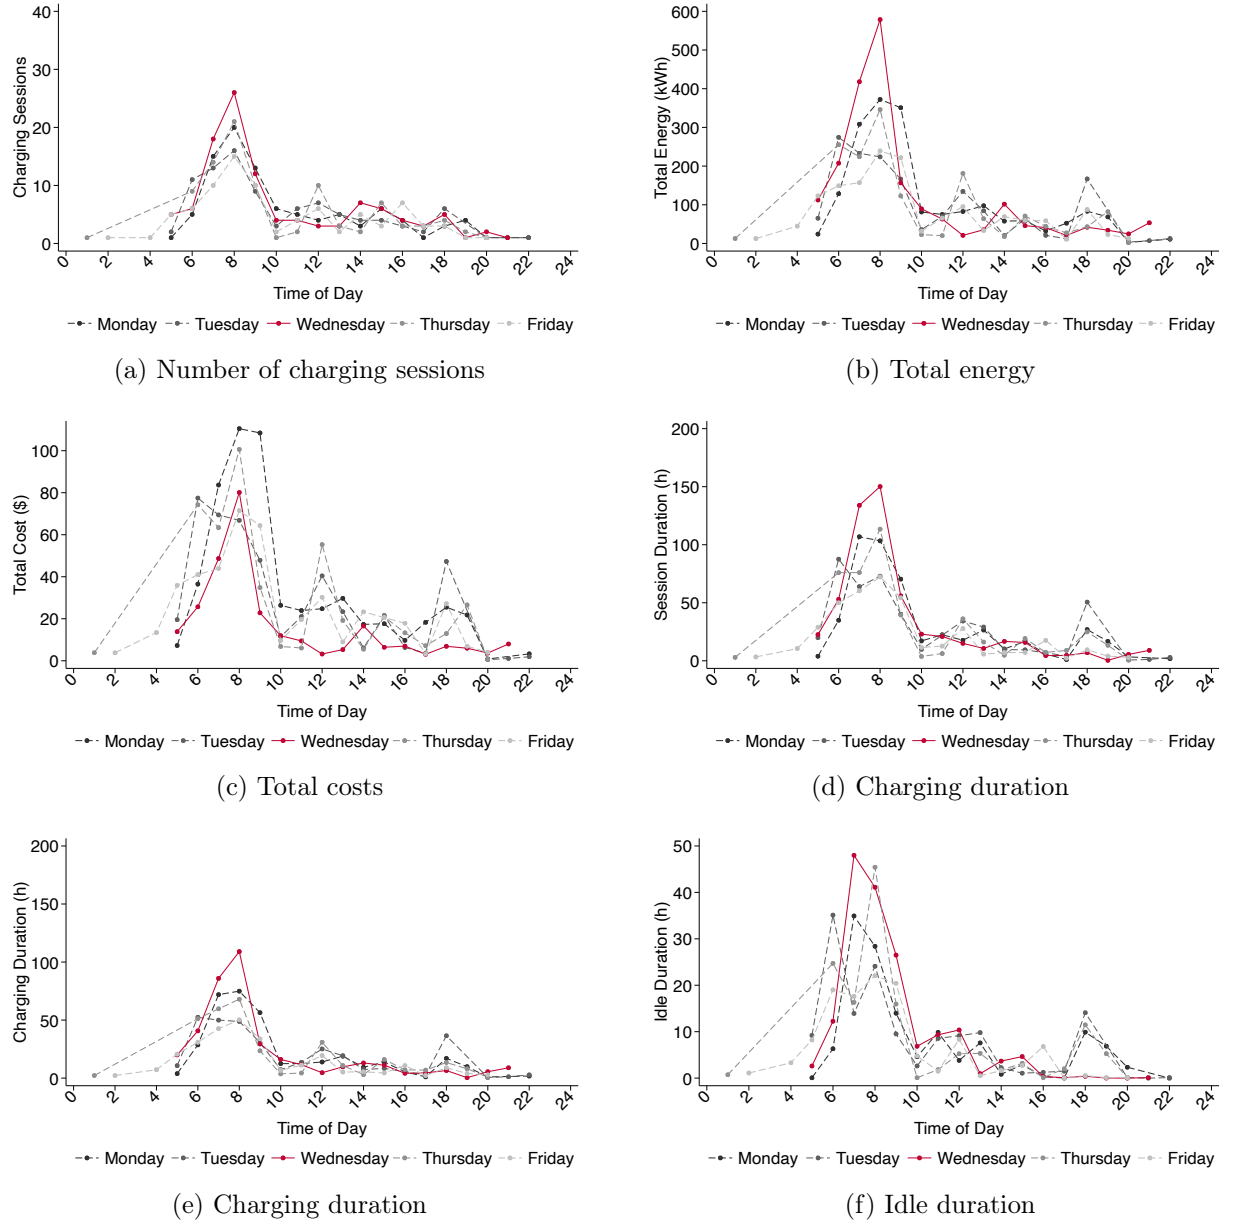 Charging Sessions
40
30
20
10
0
0 2 4 6 8 10 12 14 16 18 20 22 24
Time of Day
Monday Tuesday Wednesday Thursday Friday
(a) Number of charging sessions
Total Energy (kWh)
600
500
400
300
200
100
0
0 2 4 6 8 10 12 14 16 18 20 22 24
Time of Day
Monday Tuesday Wednesday Thursday Friday
(b) Total energy
Total Cost ($)
100
80
60
40
20
0
0 2 4 6 8 10 12 14 16 18 20 22 24
Time of Day
Monday Tuesday Wednesday Thursday Friday
(c) Total costs
Session Duration (h)
200
150
100
50
0
0 2 4 6 8 10 12 14 16 18 20 22 24
Time of Day
Monday Tuesday Wednesday Thursday Friday
(d) Charging duration
Charging Duration (h)
200
150
100
50
0
0 2 4 6 8 10 12 14 16 18 20 22 24
Time of Day
Monday Tuesday Wednesday Thursday Friday
(e) Charging duration
Idle Duration (h)
50
40
30
20
10
0
0 2 4 6 8 10 12 14 16 18 20 22 24
Time of Day
Monday Tuesday Wednesday Thursday Friday
(f) Idle duration